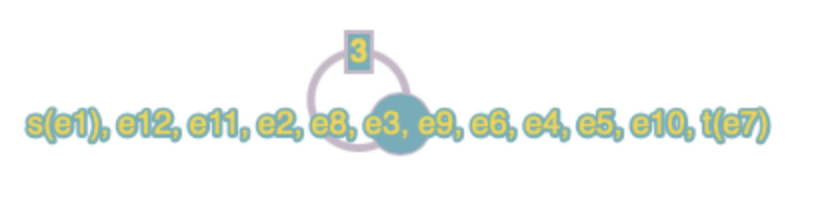 3
s(e1), e12, e11, e2, e8, e3, e9, e6, e4, e5, e10, t(e7)